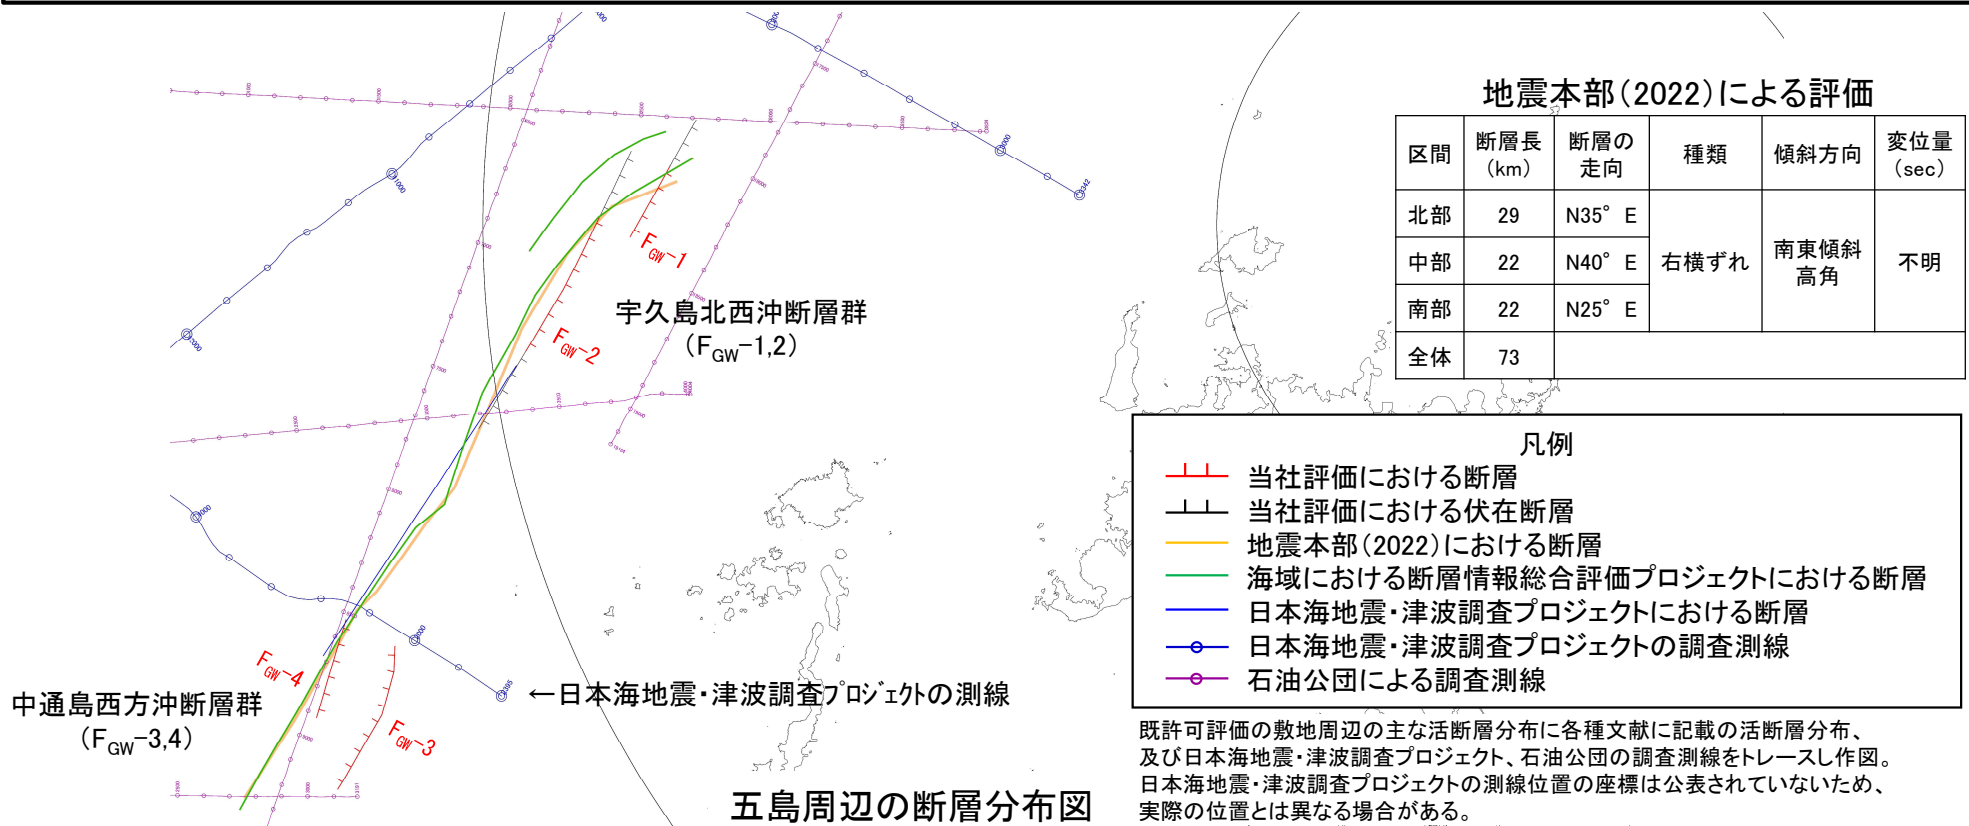 地震本部(2022)による評価
区間 断層長(km) 断層の走向 種類 傾斜方向 変位量(sec)
北部 29 N35° E 右横ずれ 南東傾斜高角 不明
中部 22 N40° E
南部 22 N25° E
全体 73
F_GW-1
宇久島北西沖断層群
(F_GW-1,2)
F_GW-2
凡例
当社評価における断層
当社評価における伏在断層
地震本部(2022)における断層
海域における断層情報総合評価プロジェクトにおける断層
日本海地震・津波調査プロジェクトにおける断層
日本海地震・津波調査プロジェクトの調査測線
石油公団による調査測線
F_GW-4
←日本海地震・津波調査プロジェクトの測線
中通島西方沖断層群
(F_GW-3,4)
F_GW-3
五島周辺の断層分布図
既許可評価の敷地周辺の主な活断層分布に各種文献に記載の活断層分布、
及び日本海地震・津波調査プロジェクト、石油公団の調査測線をトレースし作図。
日本海地震・津波調査プロジェクトの測線位置の座標は公表されていないため、
実際の位置とは異なる場合がある。